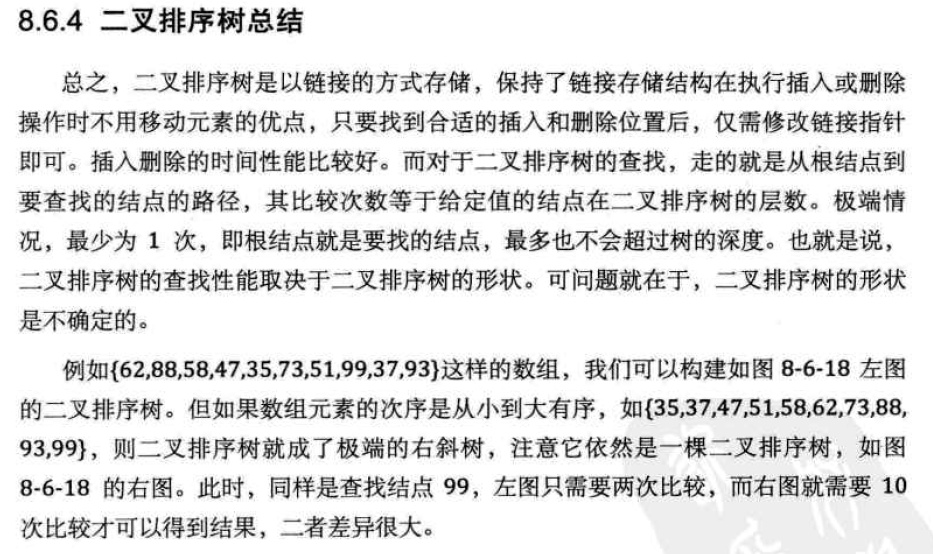 8.6.4 二叉排序树总结
总之，二叉排序树是以链接的方式存储，保持了链接存储结构在执行插入或删除
操作时不用移动元素的优点，只要找到合适的插入和删除位置后，仅需修改链接指针
即可。插入删除的时间性能比较好。而对于二叉排序树的查找，走的就是从根结点到
要查找的结点的路径，其比较次数等于给定值的结点在二叉排序树的层数。极端情
况，最少为 1 次，即根结点就是要找的结点，最多也不会超过树的深度。也就是说，
二叉排序树的查找性能取决于二叉排序树的形状。可问题就在于，二叉排序树的形状
是不确定的。
例如{62,88,58,47,35,73,51,99,37,93}这样的数组，我们可以构建如图 8-6-18 左图
的二叉排序树。但如果数组元素的次序是从小到大有序，如{35,37,47,51,58,62,73,88,
93,99}，则二叉排序树就成了极端的右斜树，注意它依然是一棵二叉排序树，如图
8-6-18 的右图。此时，同样是查找结点 99，左图只需要两次比较，而右图就需要 10
次比较才可以得到结果，二者差异很大。